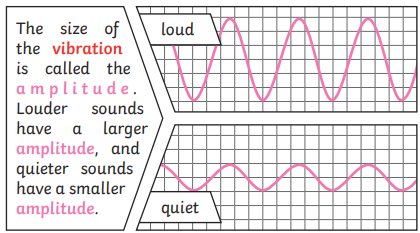 The size of
the vibration
is called the
amplitude.
Louder sounds
have a larger
amplitude, and
quieter sounds
have a smaller
amplitude.
loud
quiet